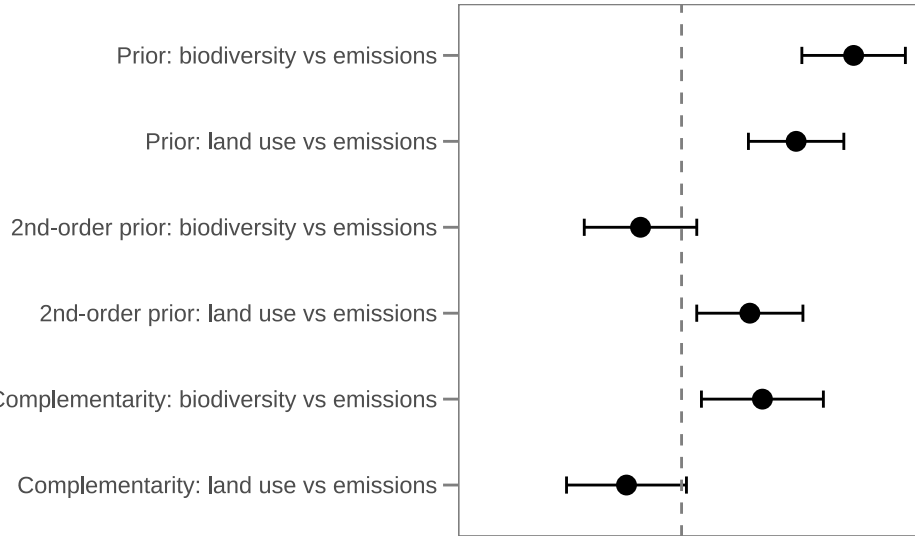 Prior: biodiversity vs emissions
Prior: land use vs emissions
2nd-order prior: biodiversity vs emissions
2nd-order prior: land use vs emissions
Complementarity: biodiversity vs emissions
Complementarity: land use vs emissions